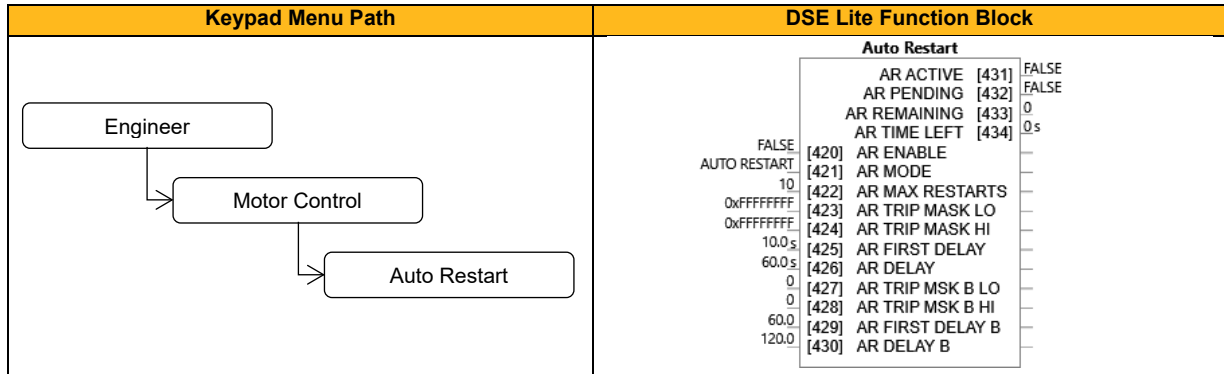 Keypad Menu Path
DSE Lite Function Block
Engineer
Motor Control
Auto Restart
Auto Restart
AR ACTIVE [431] FALSE
AR PENDING [432] FALSE
AR REMAINING [433] 0
AR TIME LEFT [434] 0 s
FALSE [420] AR ENABLE
AUTO RESTART [421] AR MODE
10 [422] AR MAX RESTARTS
0xFFFFFFFF [423] AR TRIP MASK LO
0xFFFFFFFF [424] AR TRIP MASK HI
10.0 s [425] AR FIRST DELAY
60.0 s [426] AR DELAY
0 [427] AR TRIP MSK B LO
0 [428] AR TRIP MSK B HI
60.0 [429] AR FIRST DELAY B
120.0 [430] AR DELAY B